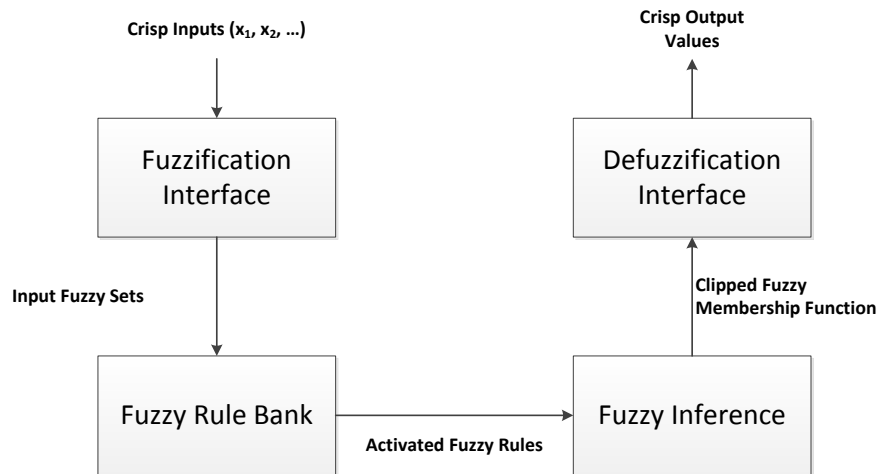 Crisp Inputs (x₁, x₂, …)
Fuzzification
Interface
Input Fuzzy Sets
Fuzzy Rule Bank
Activated Fuzzy Rules
Fuzzy Inference
Clipped Fuzzy
Membership Function
Defuzzification
Interface
Crisp Output
Values